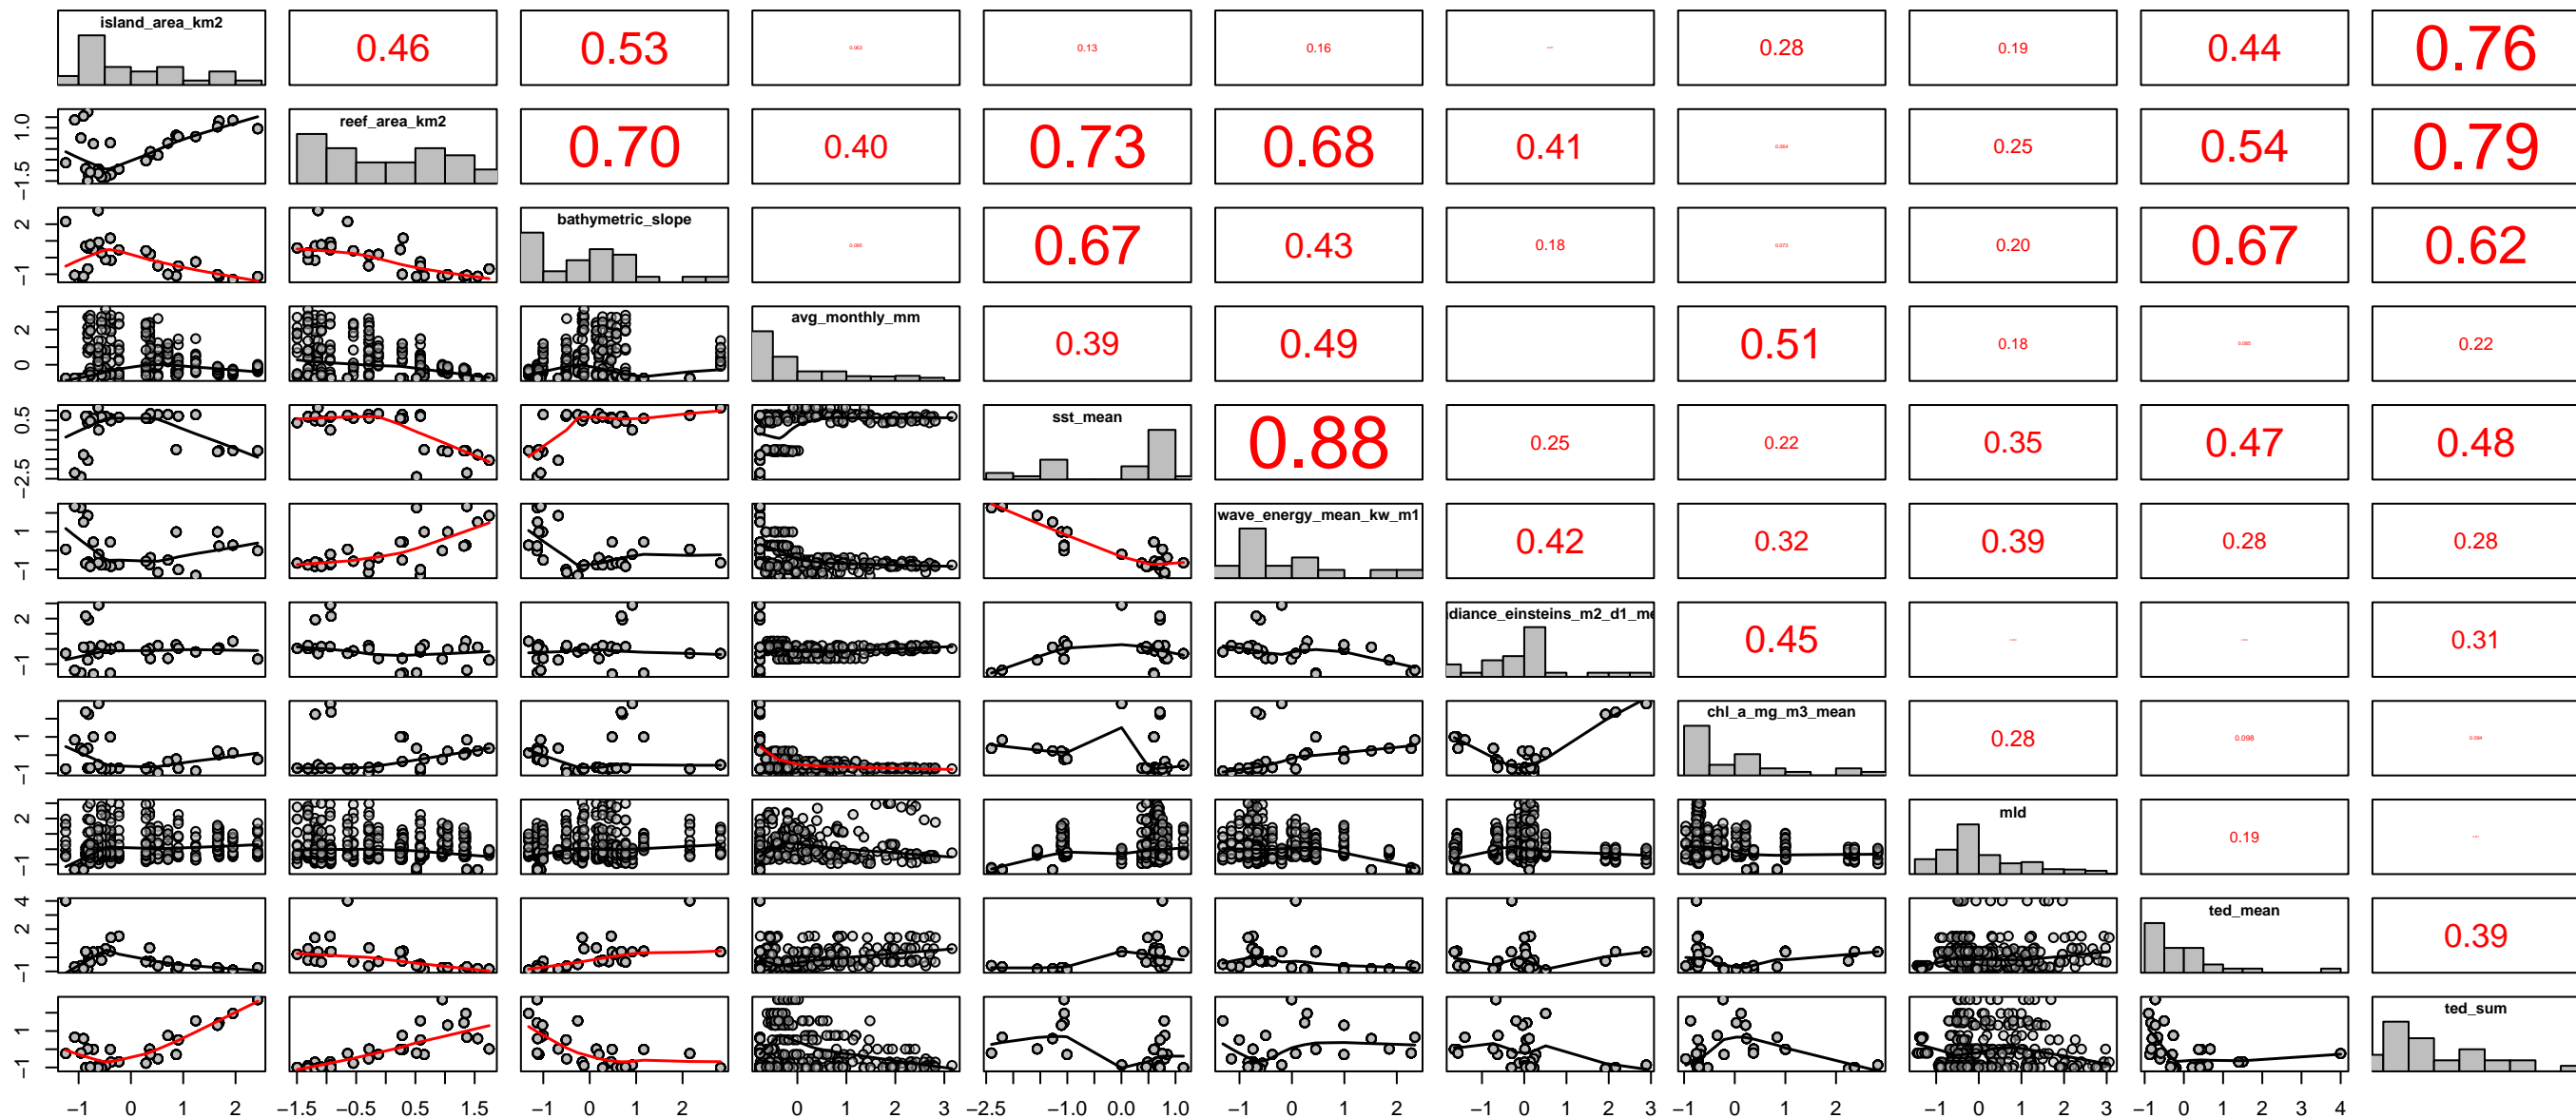 island_area_km2 0.46 0.53 0.13 0.16 0.28 0.19 0.44 0.76
1.0 -1.5 reef_area_km2 0.70 0.40 0.73 0.68 0.41 0.25 0.54 0.79
2 -1 bathymetric_slope 0.67 0.43 0.18 0.073 0.20 0.67 0.62
2 0 avg_monthly_mm 0.39 0.49 0.51 0.18 0.085 0.22
0.5 -2.5 sst_mean 0.88 0.25 0.22 0.35 0.47 0.48
1 -1 wave_energy_mean_kw_m1 0.42 0.32 0.39 0.28 0.28
2 -1 diance_einsteins_m2_d1_me 0.45 0.31
1 -1 chl_a_mg_m3_mean 0.28 0.098 0.094
2 -1 mld 0.19
4 2 -1 ted_mean 0.39
1 -1 ted_sum
-1 0 1 2 -1.5 -0.5 0.5 1.5 -1 0 1 2 0 1 2 3 -2.5 -1.0 0.0 1.0 -1 0 1 2 -1 0 1 2 3 -1 0 1 2 -1 0 1 2 3 -1 0 1 2 3 4